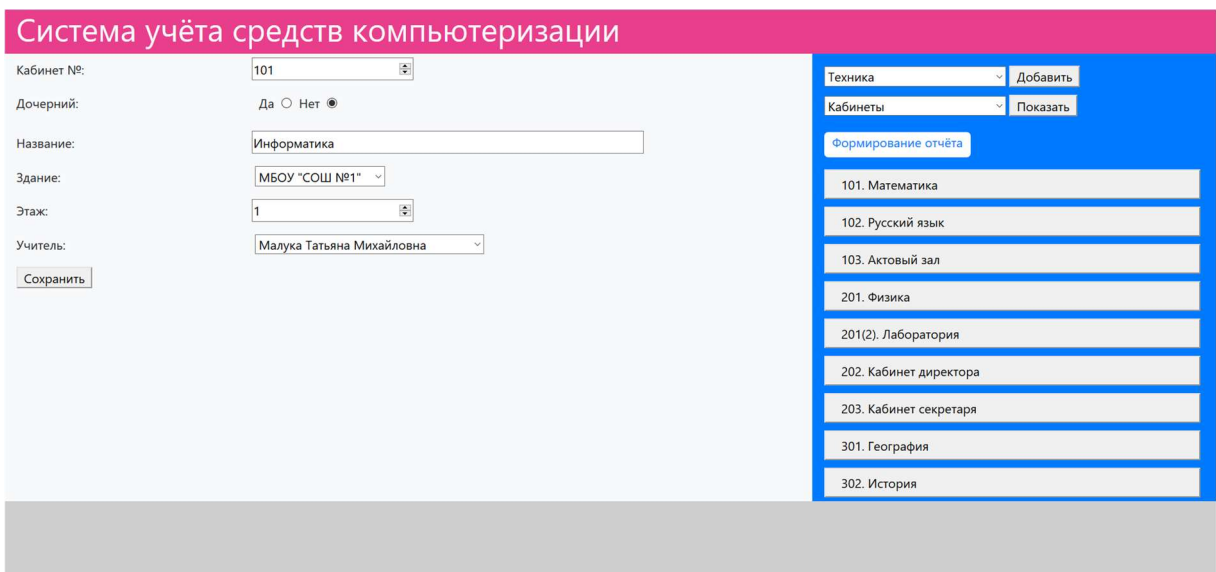 Система учёта средств компьютеризации
Кабинет №:
101
Дочерний:
Да Нет
Название:
Информатика
Здание:
МБОУ "СОШ №1"
Этаж:
1
Учитель:
Малука Татьяна Михайловна
Сохранить
Техника
Добавить
Кабинеты
Показать
Формирование отчёта
101. Математика
102. Русский язык
103. Актовый зал
201. Физика
201(2). Лаборатория
202. Кабинет директора
203. Кабинет секретаря
301. География
302. История